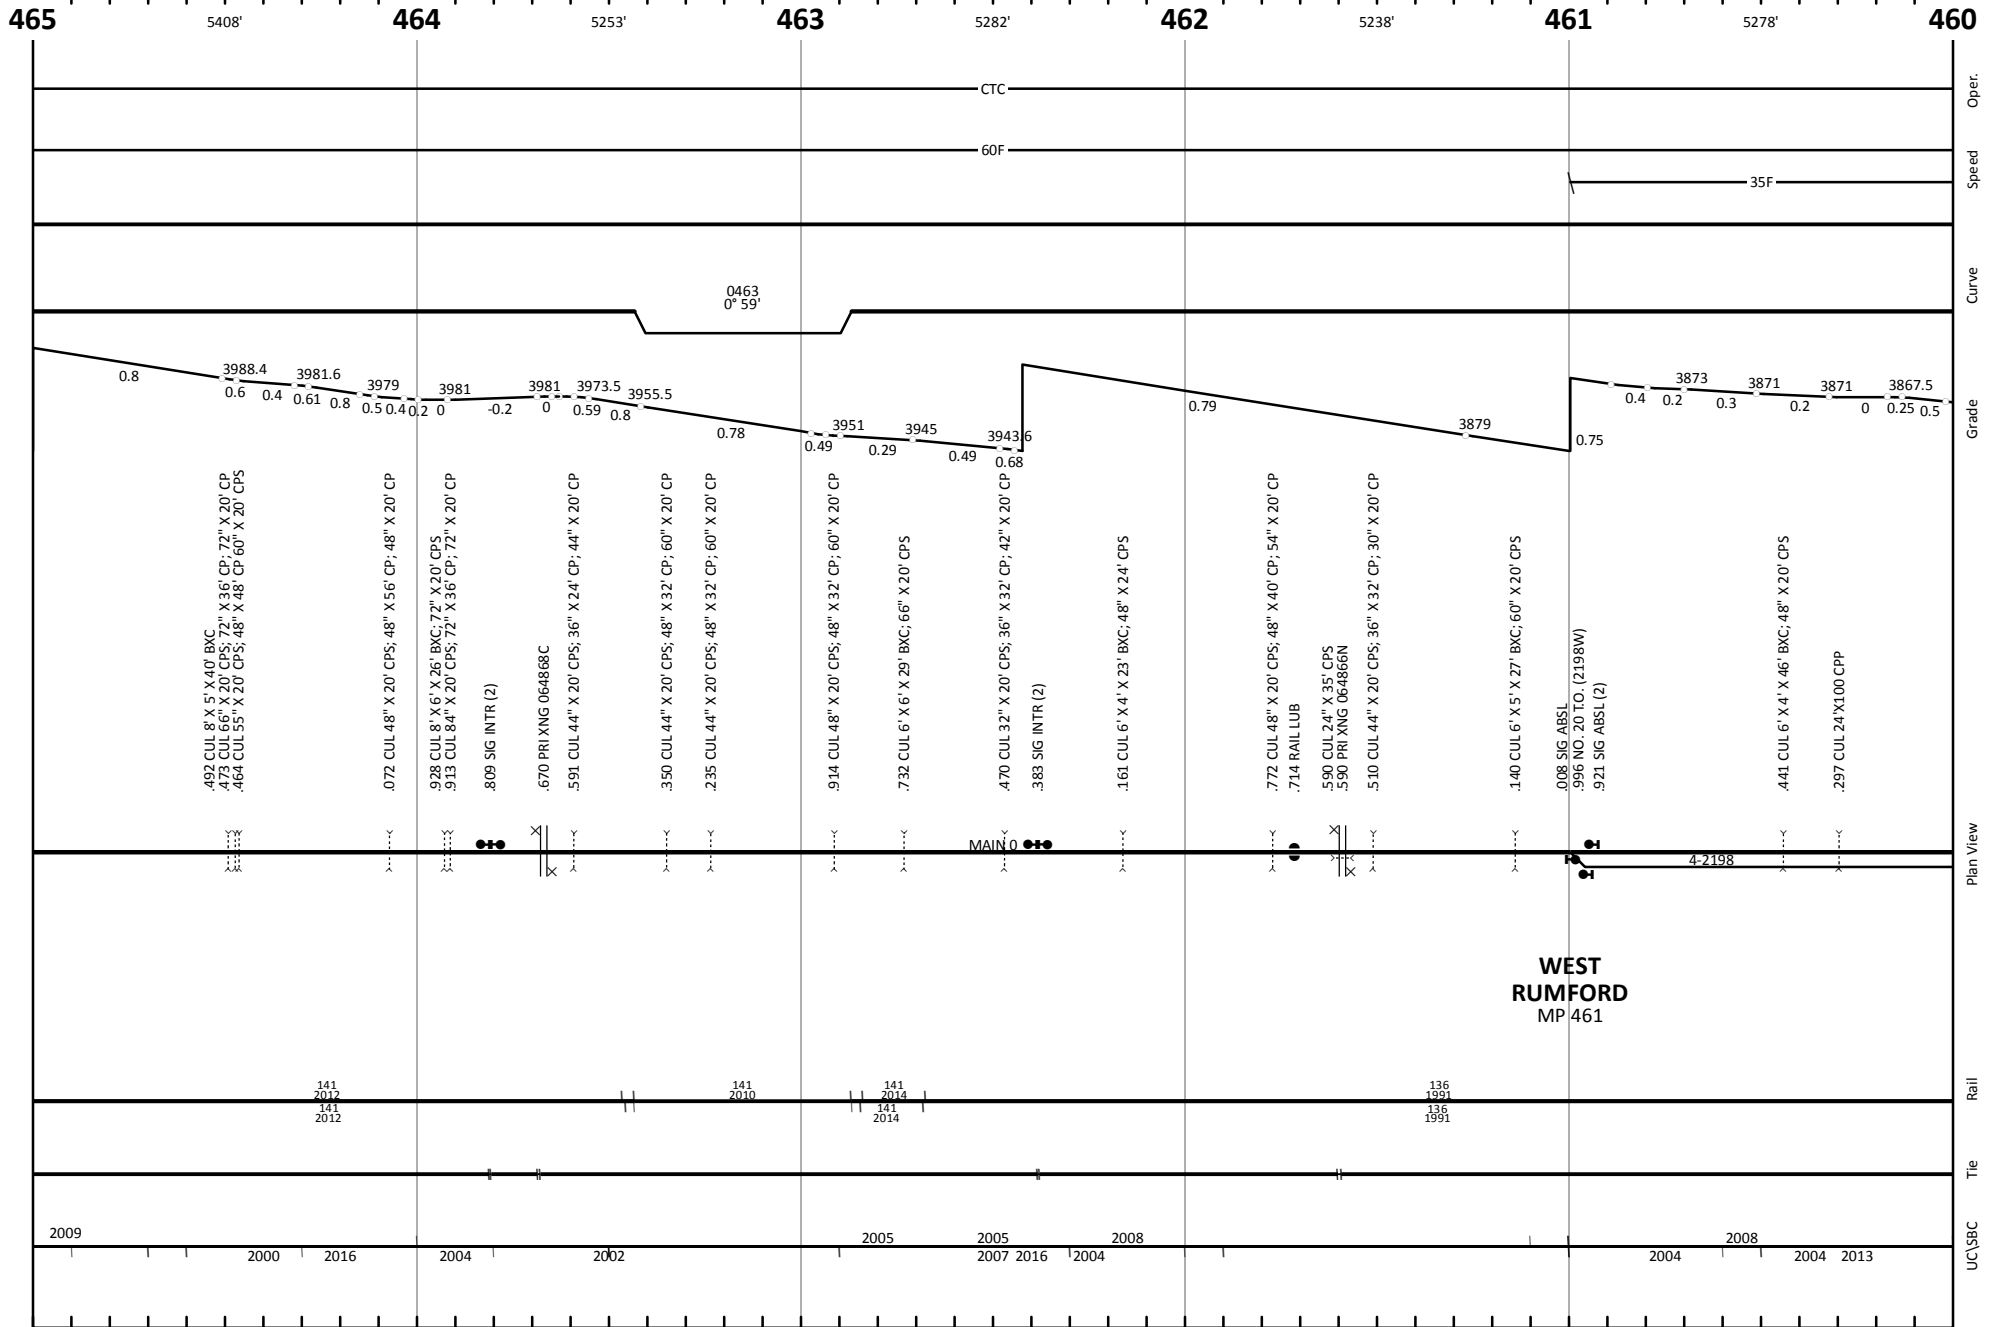 465 5408' 464 5253' 463 5282' 462 5238' 461 5278' 460
CTC
Oper.
60F
35F
Speed
0463
0° 59'
Curve
3988.4 3981.6 3979 3981 3981 3973.5 3955.5 3951 3945 3943.6 3879 3873 3871 3871 3867.5
0.8 0.6 0.4 0.61 0.8 0.5 0.4 0.2 0 -0.2 0 0.59 0.8 0.78 0.49 0.29 0.49 0.68 0.79 0.75 0.4 0.2 0.3 0.2 0 0.25 0.5
Grade
.492 CUL 8' X 5' X 40' BXC
.473 CUL 66" X 20' CPS; 72" X 36' CP; 72" X 20' CP
.464 CUL 55" X 20' CPS; 48" X 48' CP 60" X 20' CPS
.072 CUL 48" X 20' CPS; 48" X 56' CP; 48" X 20' CP
.928 CUL 8' X 6' X 26' BXC; 72" X 20' CPS
.913 CUL 84" X 20' CPS; 72" X 36' CP; 72" X 20' CP
.809 SIG INTR (2)
.670 PRI XNG 064868C
.591 CUL 44" X 20' CPS; 36" X 24' CP; 44" X 20' CP
.350 CUL 44" X 20' CPS; 48" X 32' CP; 60" X 20' CP
.235 CUL 44" X 20' CPS; 48" X 32' CP; 60" X 20' CP
.914 CUL 48" X 20' CPS; 48" X 32' CP; 60" X 20' CP
.732 CUL 6' X 6' X 29' BXC; 66" X 20' CPS
.470 CUL 32" X 20' CPS; 36" X 32' CP; 42" X 20' CP
.383 SIG INTR (2)
.161 CUL 6' X 4' X 23' BXC; 48" X 24' CPS
.772 CUL 48" X 20' CPS; 48" X 40' CP; 54" X 20' CP
.714 RAIL LUB
.590 CUL 24" X 35' CPS
.590 PRI XNG 064866N
.510 CUL 44" X 20' CPS; 36" X 32' CP; 30" X 20' CP
.140 CUL 6' X 5' X 27' BXC; 60" X 20' CPS
.008 SIG ABSL
.996 NO. 20 T.O. (2198W)
.921 SIG ABSL (2)
.441 CUL 6' X 4' X 46' BXC; 48" X 20' CPS
.297 CUL 24'X100 CPP
MAIN 0
4-2198
Plan View
WEST
RUMFORD
MP 461
141 141 141 136
2012 2010 2014 1991
141 141 136
2012 2014 1991
Rail
Tie
2009 2005 2005 2008 2008
2000 2016 2004 2002 2007 2016 2004 2004 2004 2013
UC\SBC